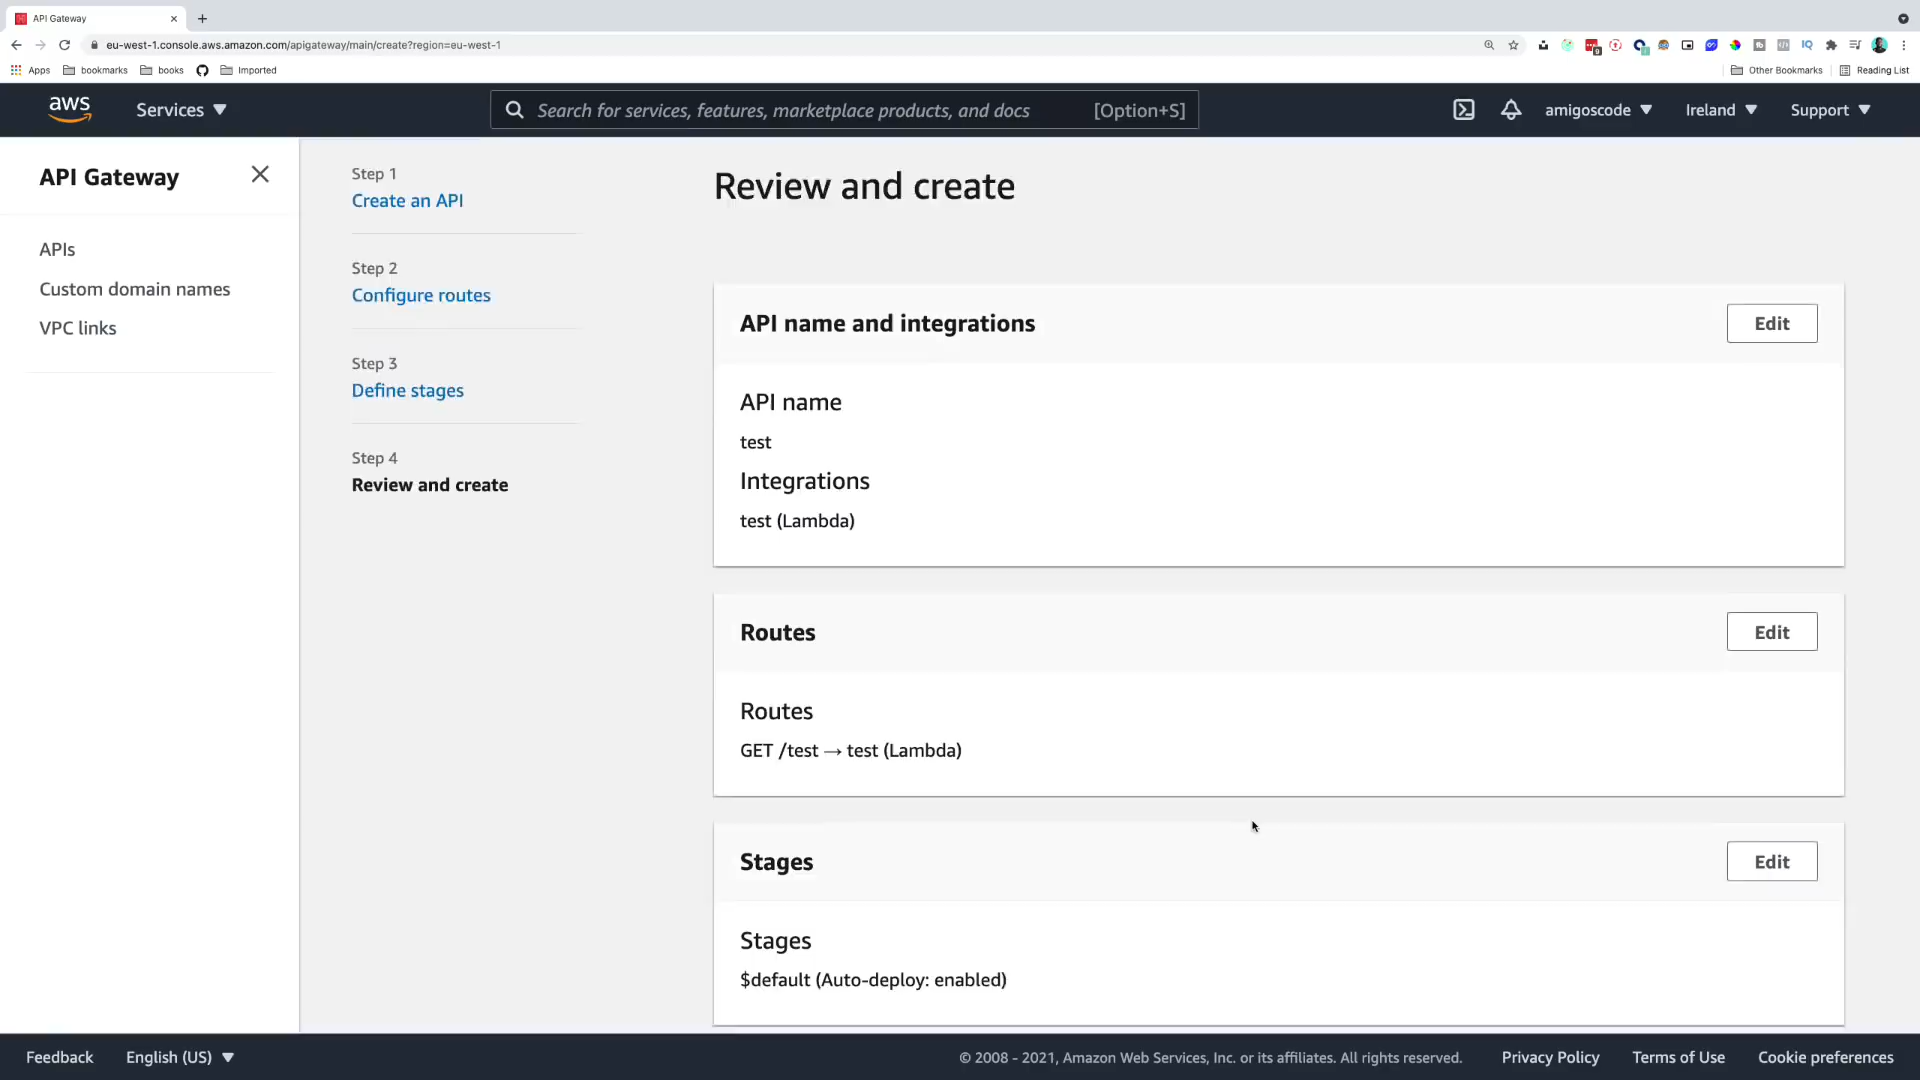 API Gateway
eu-west-1.console.aws.amazon.com/apigateway/main/create?region=eu-west-1
Apps bookmarks books Imported Other Bookmarks Reading List
aws Services Search for services, features, marketplace products, and docs [Option+S] amigoscode Ireland Support
API Gateway
APIs
Custom domain names
VPC links
Step 1
Create an API
Step 2
Configure routes
Step 3
Define stages
Step 4
Review and create
Review and create
API name and integrations Edit
API name
test
Integrations
test (Lambda)
Routes Edit
Routes
GET /test → test (Lambda)
Stages Edit
Stages
$default (Auto-deploy: enabled)
Feedback English (US) © 2008 - 2021, Amazon Web Services, Inc. or its affiliates. All rights reserved. Privacy Policy Terms of Use Cookie preferences